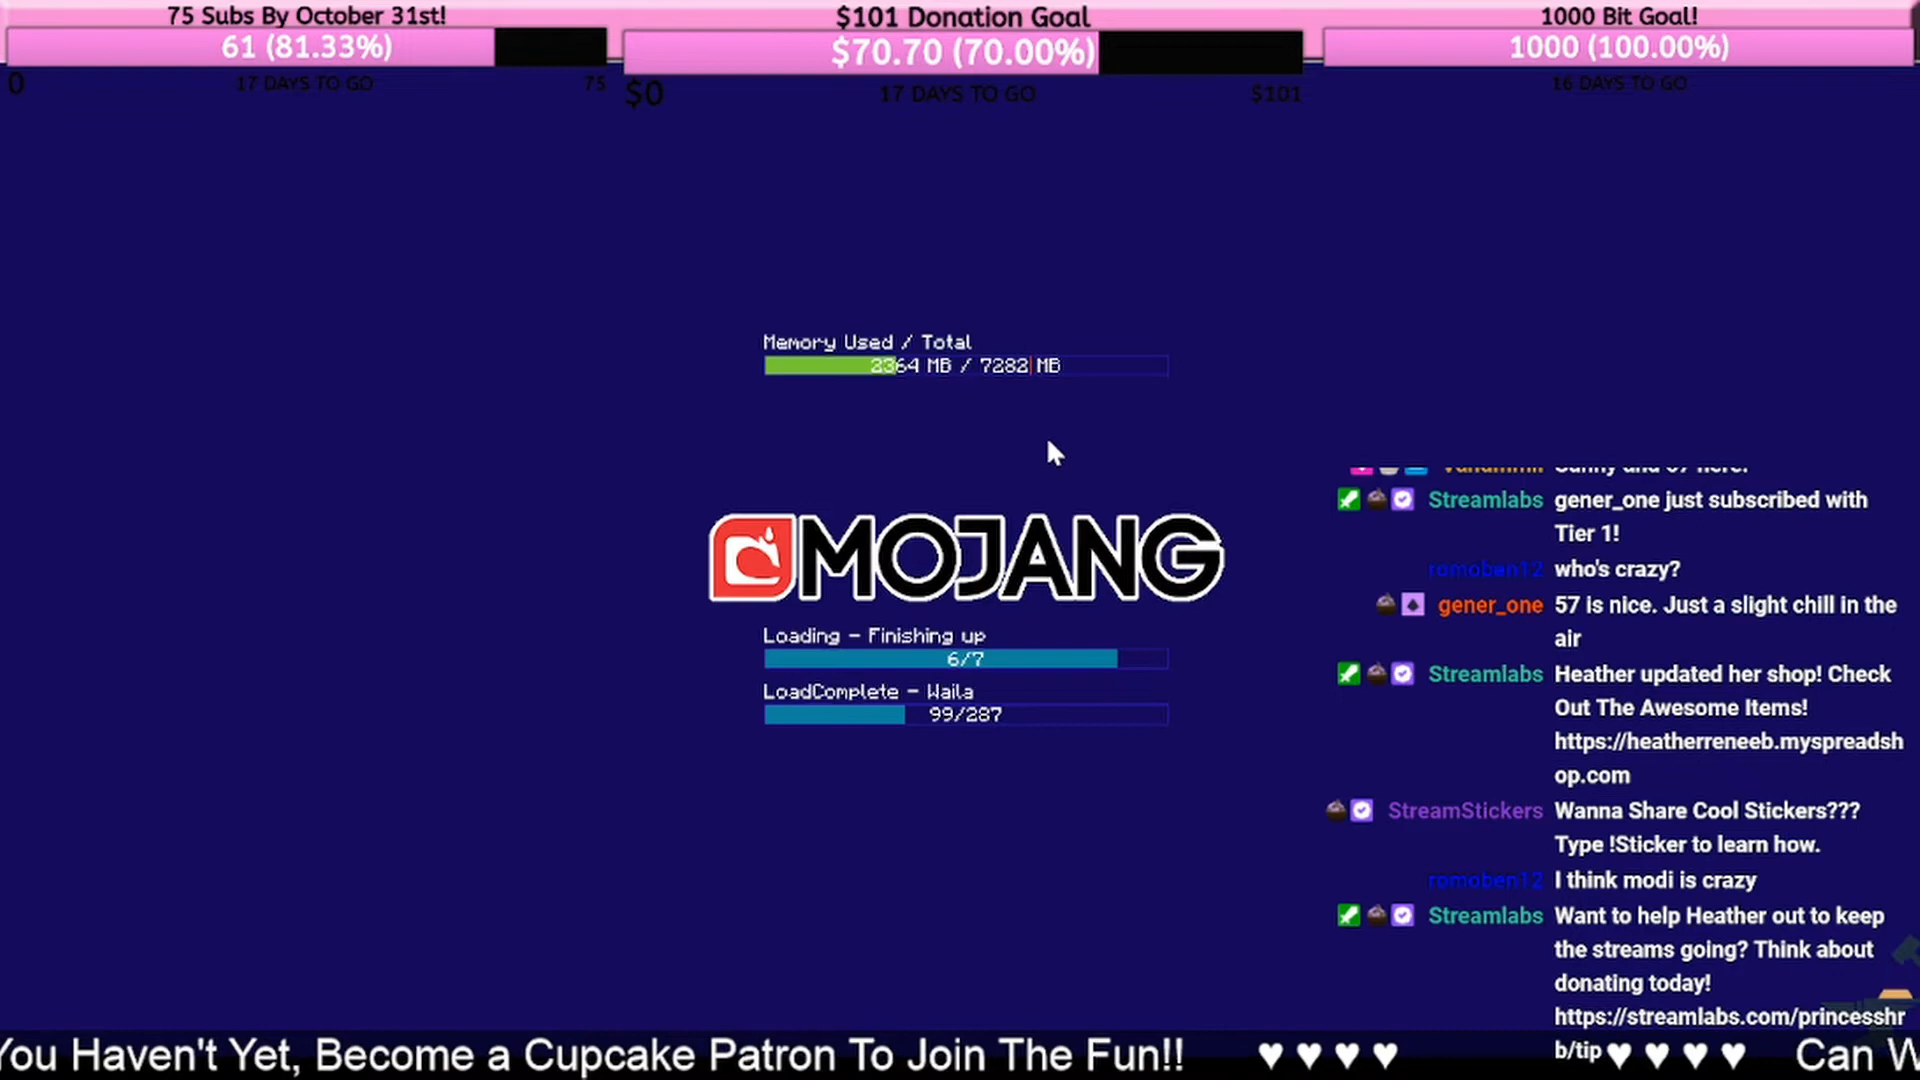 75 Subs By October 31st!
61 (81.33%)
0 17 DAYS TO GO 75
$101 Donation Goal
$70.70 (70.00%)
$0 17 DAYS TO GO $101
1000 Bit Goal!
1000 (100.00%)
16 DAYS TO GO
Memory Used / Total
2364 MB / 7282 MB
MOJANG
Loading - Finishing up
6/7
LoadComplete - Waila
99/287
Streamlabs gener_one just subscribed with
Tier 1!
romoben12 who's crazy?
gener_one 57 is nice. Just a slight chill in the
air
Streamlabs Heather updated her shop! Check
Out The Awesome Items!
https://heatherreneeb.myspreadsh
op.com
StreamStickers Wanna Share Cool Stickers???
Type !Sticker to learn how.
romoben12 I think modi is crazy
Streamlabs Want to help Heather out to keep
the streams going? Think about
donating today!
https://streamlabs.com/princesshr
b/tip
You Haven't Yet, Become a Cupcake Patron To Join The Fun!! ♥ ♥ ♥ ♥ ♥ ♥ ♥ ♥ Can